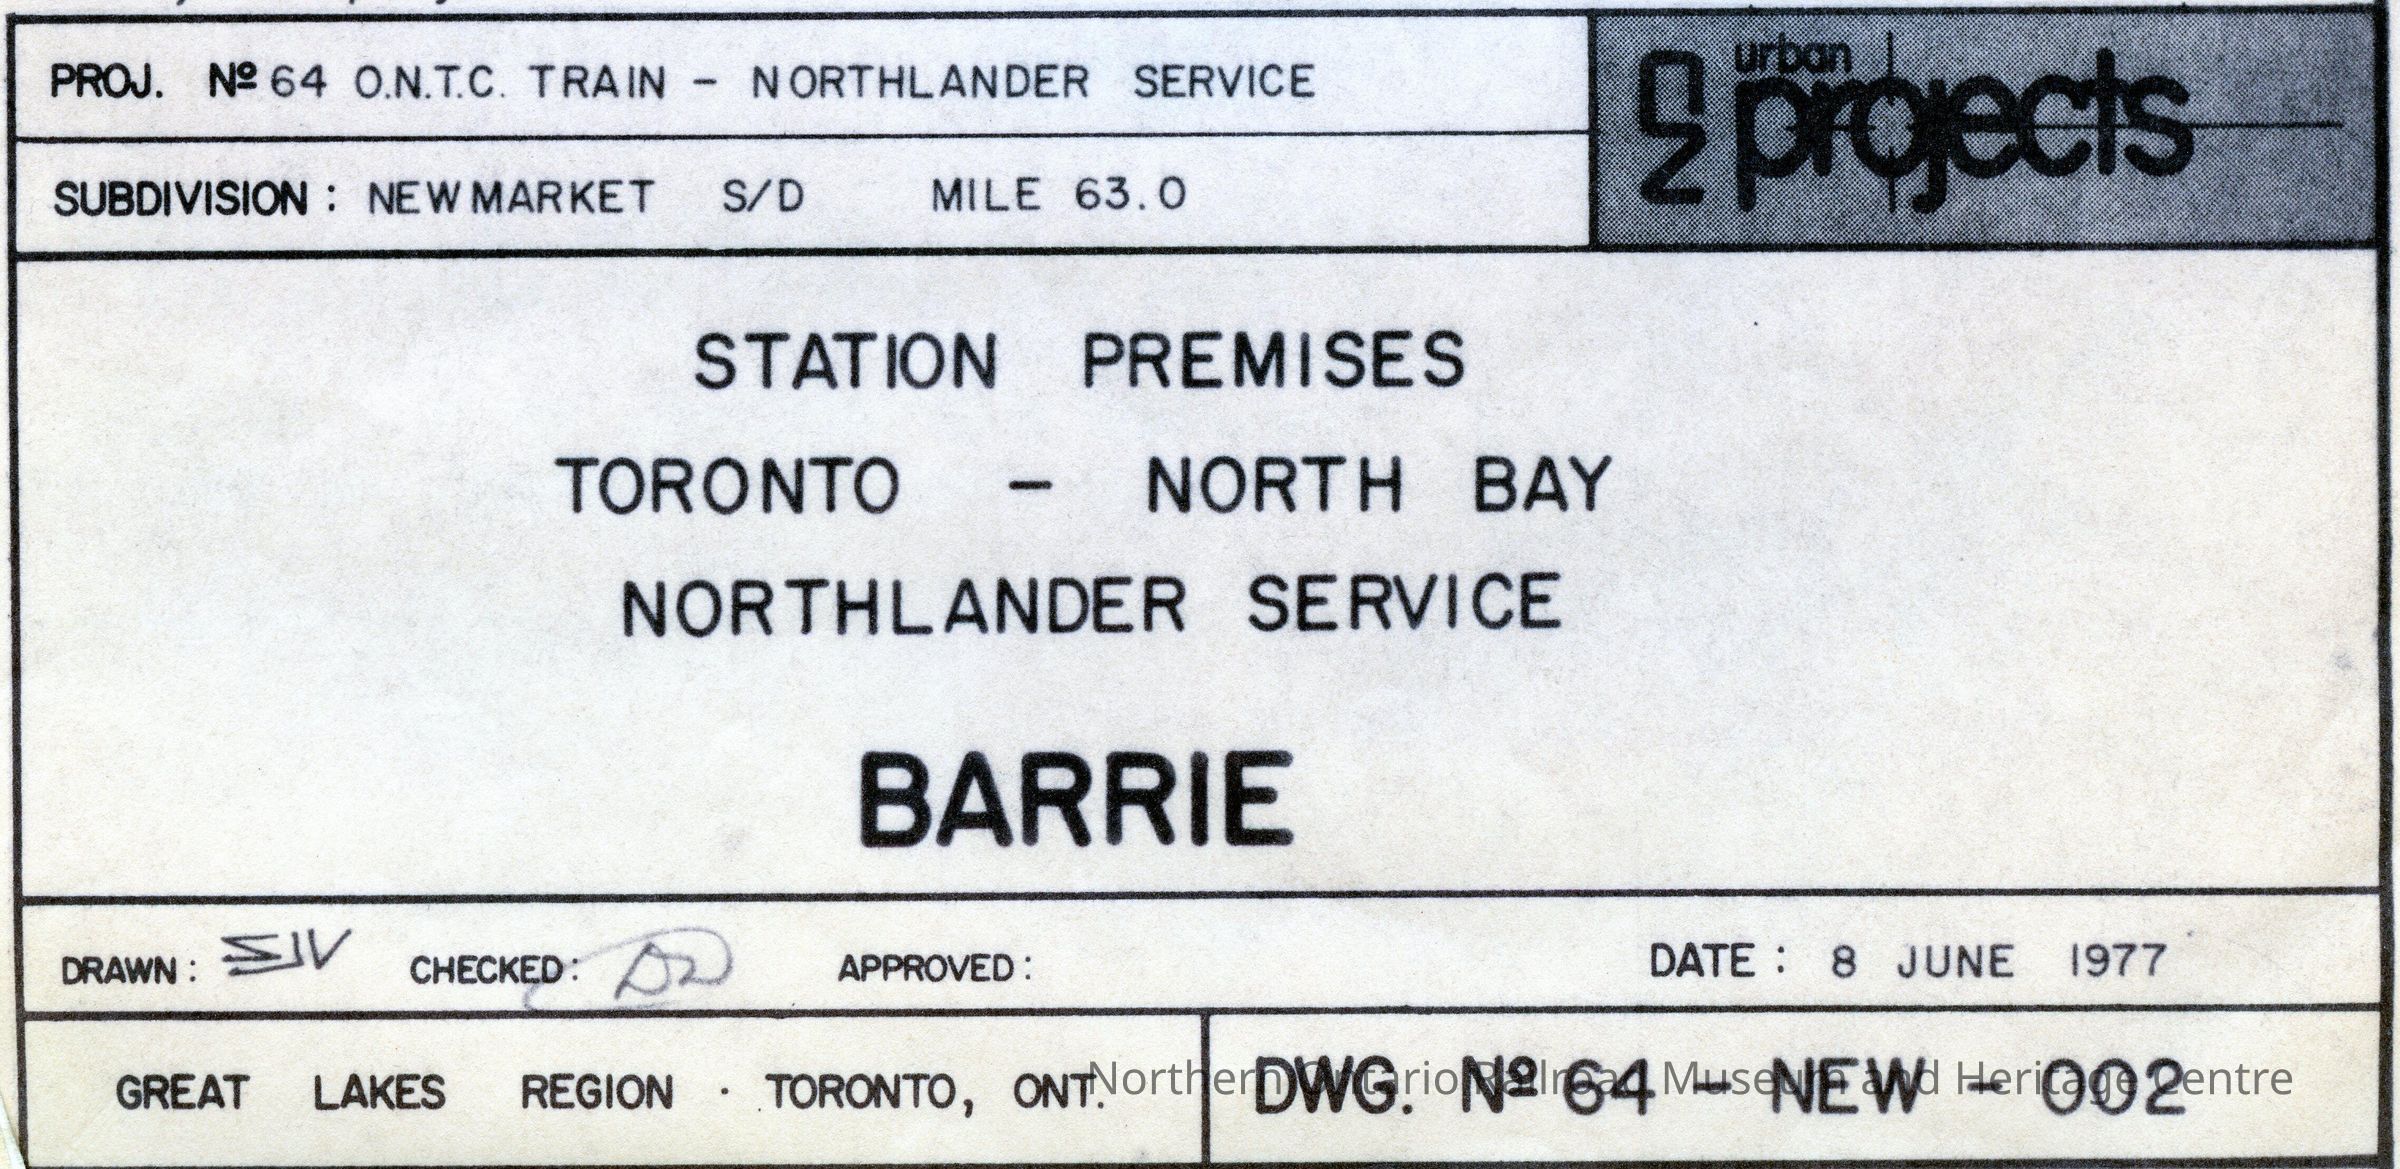 PROJ. Nº 64 O.N.T.C. TRAIN - NORTHLANDER SERVICE
urban
projects
SUBDIVISION : NEWMARKET S/D MILE 63.0
STATION PREMISES
TORONTO - NORTH BAY
NORTHLANDER SERVICE
BARRIE
DRAWN: CHECKED: APPROVED: DATE : 8 JUNE 1977
GREAT LAKES REGION · TORONTO, ONT.
DWG. Nº 64 - NEW - 002
Northern Ontario Railroad Museum and Heritage Centre